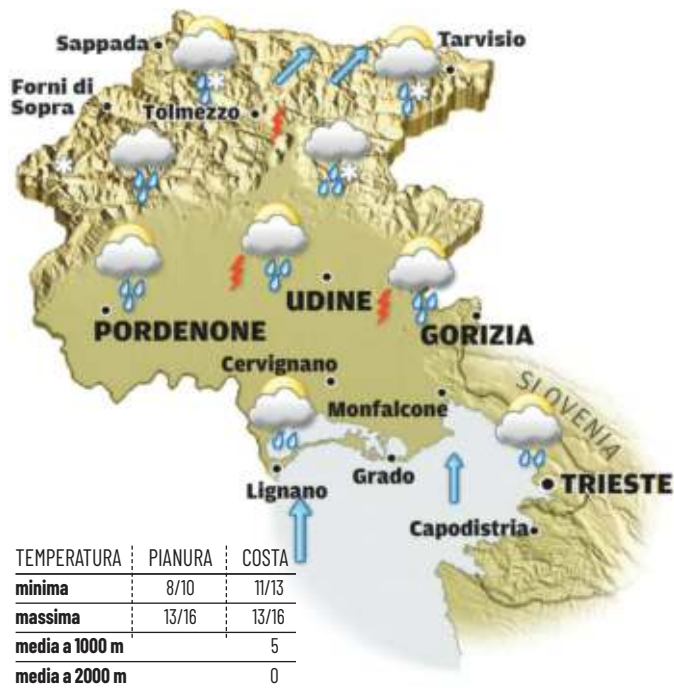 Sappada
Tarvisio
Forni di
Sopra
Tolmezzo
UDINE
PORDENONE
GORIZIA
Cervignano
SLOVENIA
Monfalcone
Lignano
Grado
TRIESTE
Capodistria
TEMPERATURA PIANURA COSTA
minima 8/10 11/13
massima 13/16 13/16
media a 1000 m 5
media a 2000 m 0